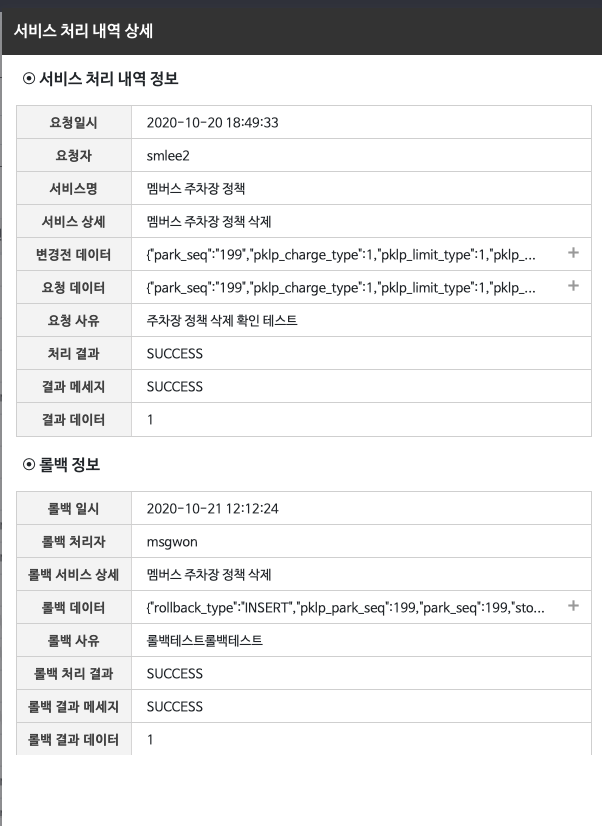 서비스 처리 내역 상세
서비스 처리 내역 정보
요청일시 2020-10-20 18:49:33
요청자 smlee2
서비스명 멤버스 주차장 정책
서비스 상세 멤버스 주차장 정책 삭제
변경전 데이터 {"park_seq":"199","pklp_charge_type":1,"pklp_limit_type":1,"pklp_... +
요청 데이터 {"park_seq":"199","pklp_charge_type":1,"pklp_limit_type":1,"pklp_... +
요청 사유 주차장 정책 삭제 확인 테스트
처리 결과 SUCCESS
결과 메세지 SUCCESS
결과 데이터 1
롤백 정보
롤백 일시 2020-10-21 12:12:24
롤백 처리자 msgwon
롤백 서비스 상세 멤버스 주차장 정책 삭제
롤백 데이터 {"rollback_type":"INSERT","pklp_park_seq":199,"park_seq":199,"sto... +
롤백 사유 롤백테스트롤백테스트
롤백 처리 결과 SUCCESS
롤백 결과 메세지 SUCCESS
롤백 결과 데이터 1